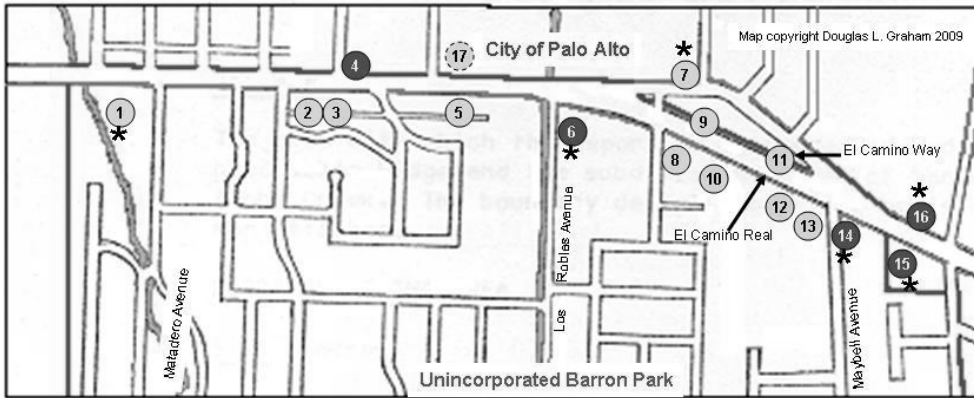 Map copyright Douglas L. Graham 2009
City of Palo Alto
17
4
7
1
2
3
5
9
6
El Camino Way
8
11
10
12
El Camino Real
13
14
16
15
Matadero Avenue
Los Robles Avenue
Maybell Avenue
Unincorporated Barron Park